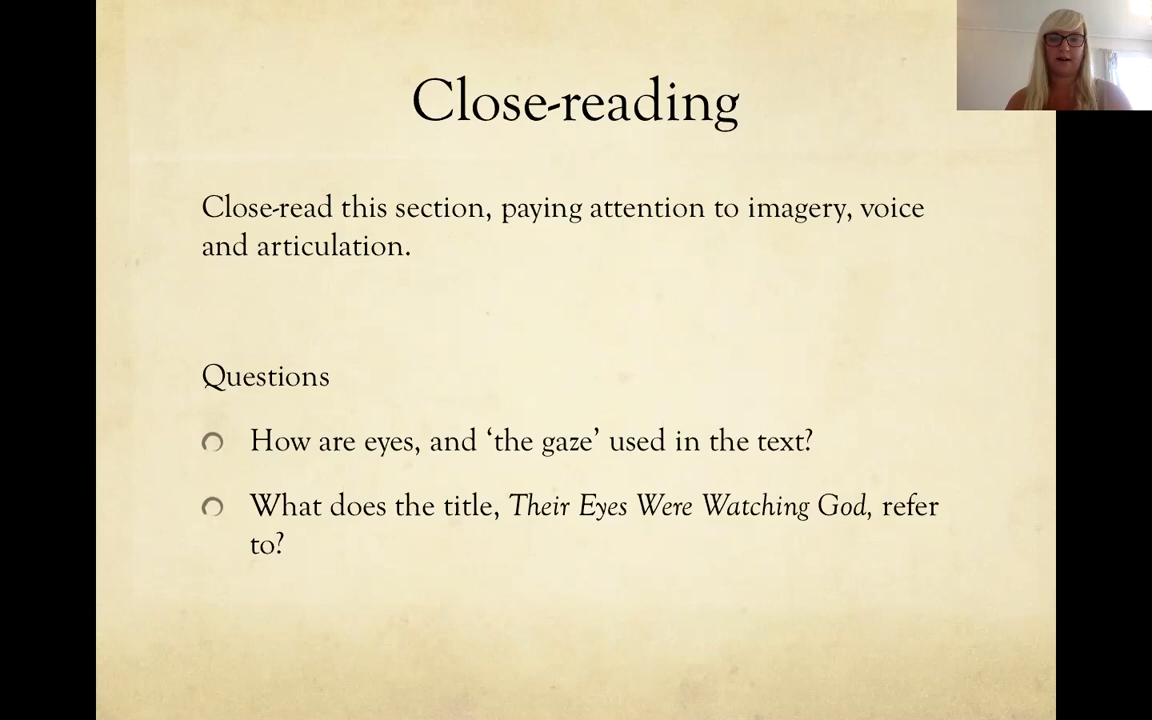 Close-reading
Close-read this section, paying attention to imagery, voice
and articulation.
Questions
How are eyes, and ‘the gaze’ used in the text?
What does the title, Their Eyes Were Watching God, refer
to?